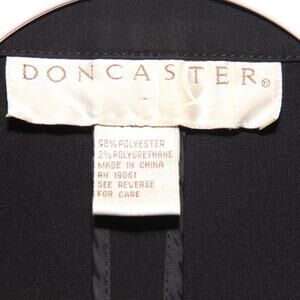 DONCASTER®
98% POLYESTER
2% POLYURETHANE
MADE IN CHINA
RN 19061
SEE REVERSE
FOR CARE